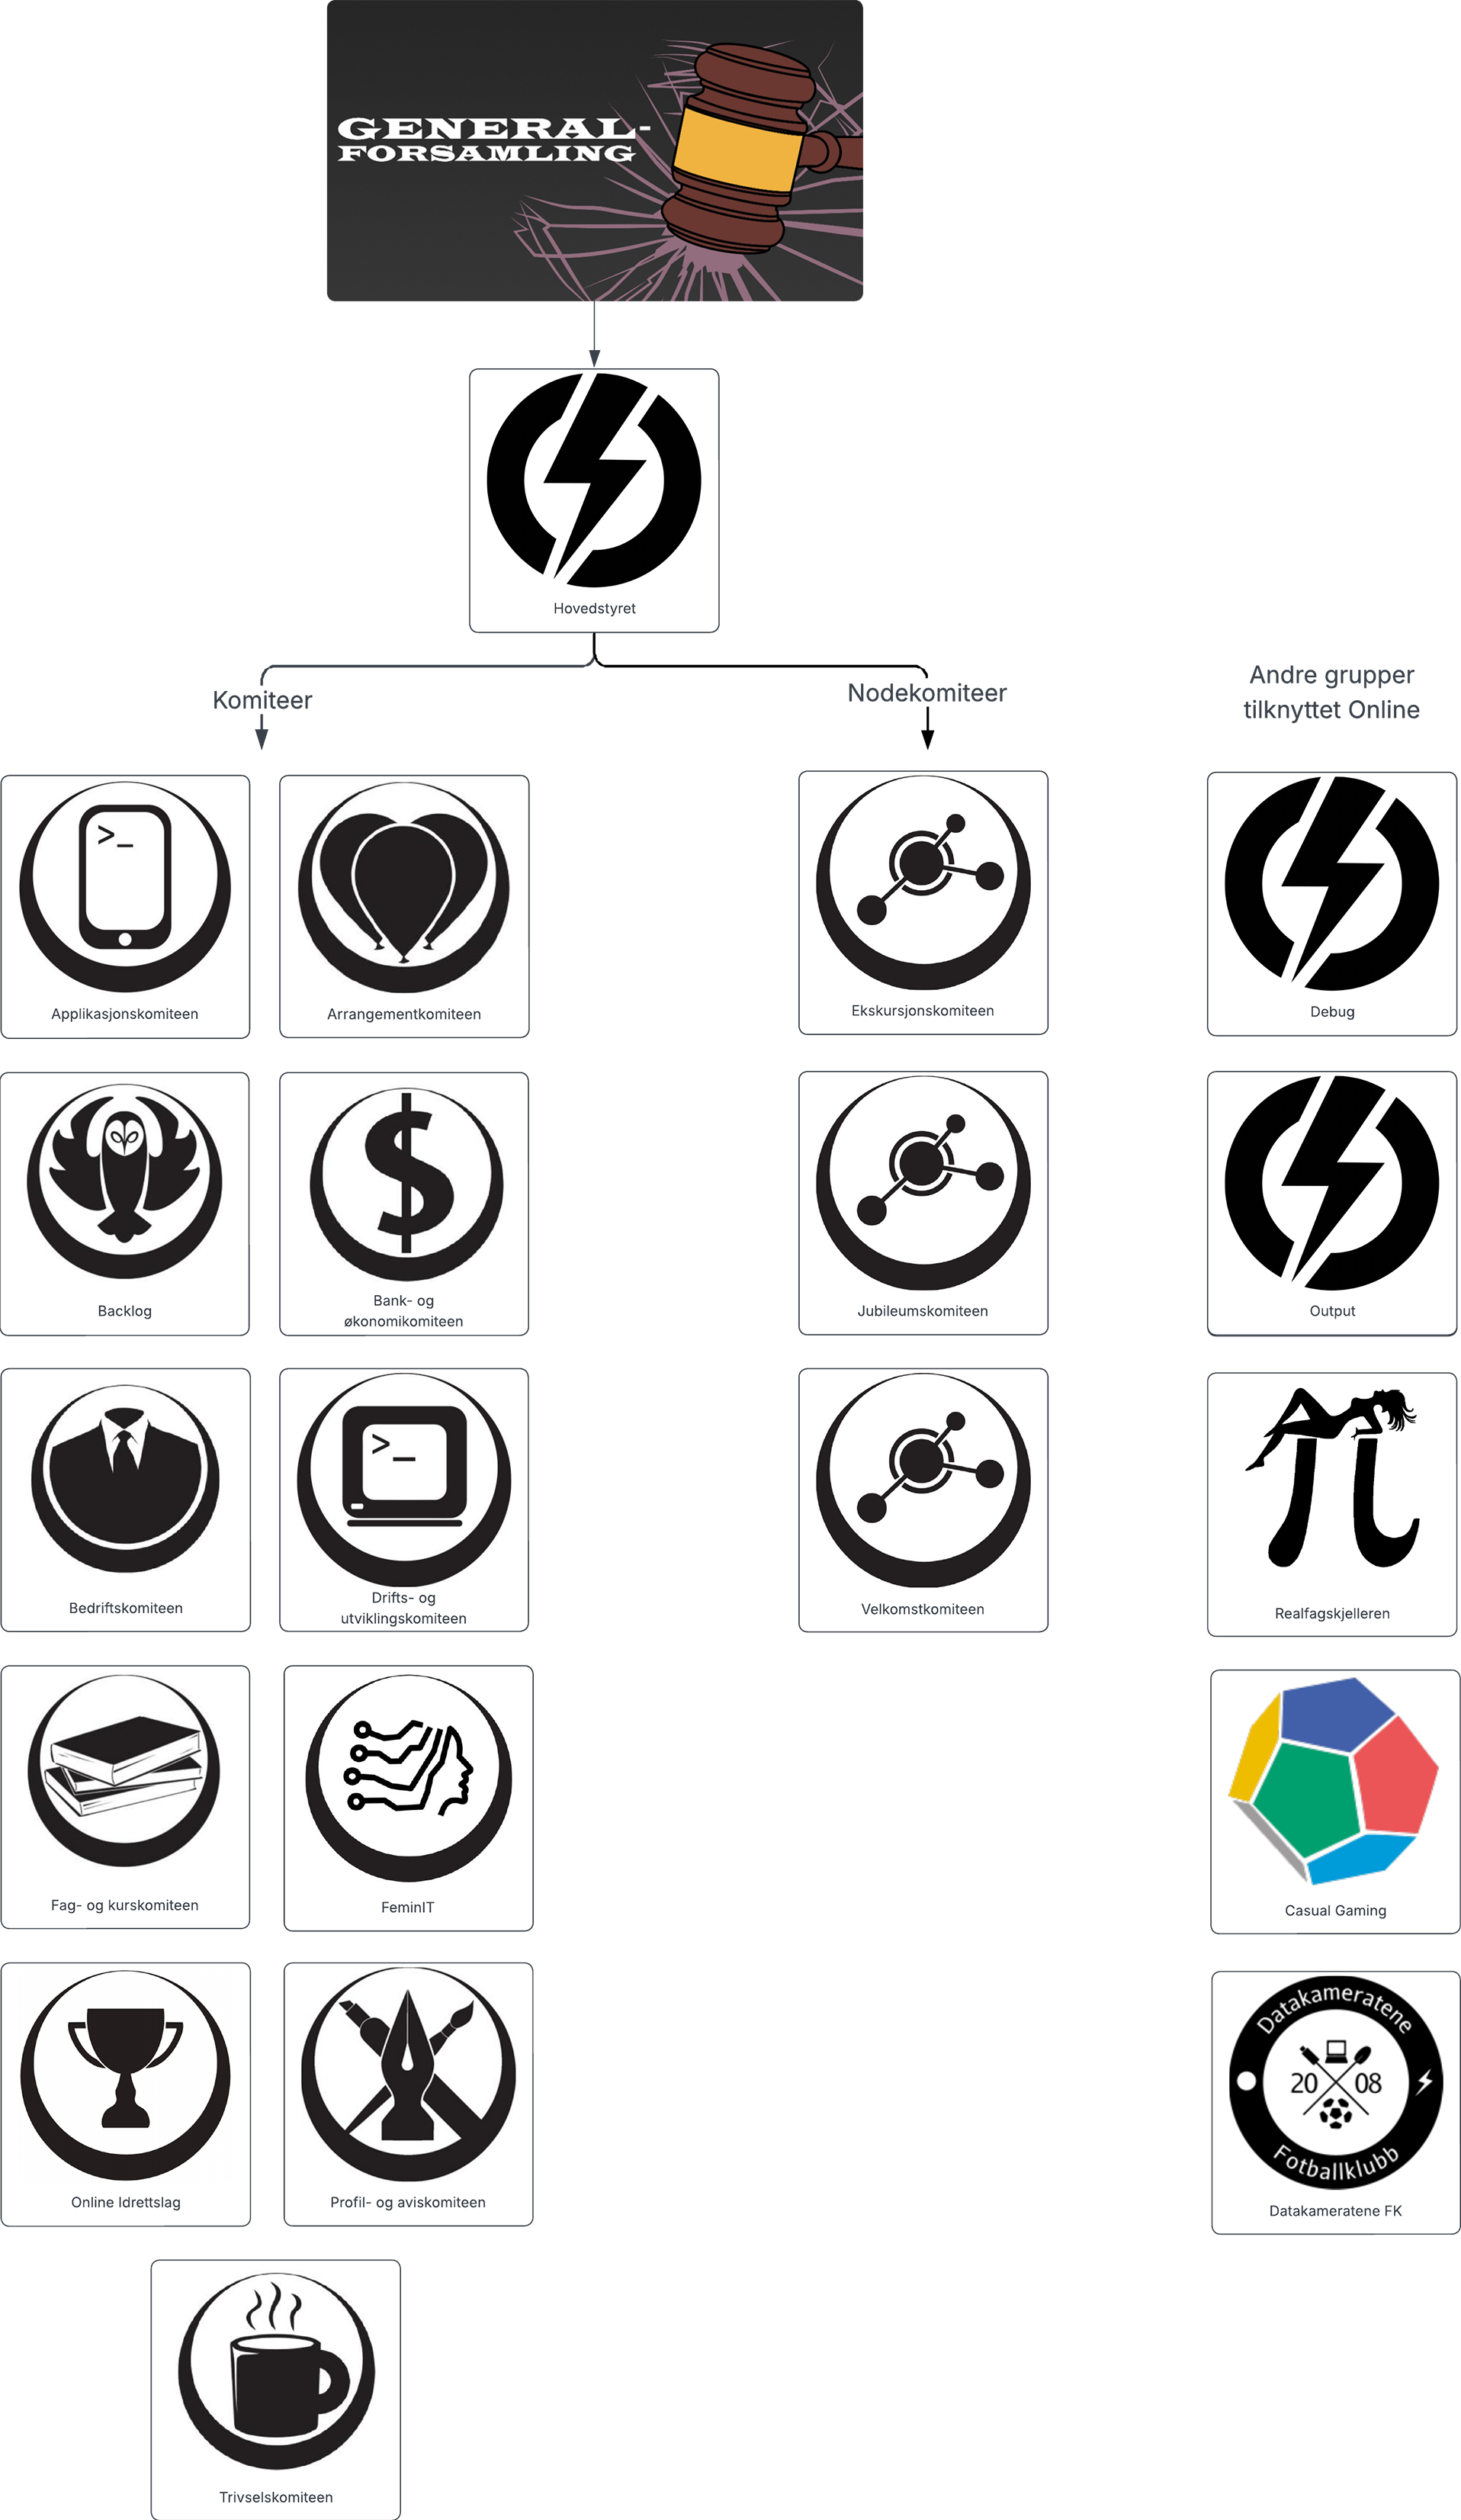 GENERAL-
FORSAMLING
Hovedstyret
Komiteer
Nodekomiteer
Andre grupper
tilknyttet Online
>_
Applikasjonskomiteen
Arrangementkomiteen
Ekskursjonskomiteen
Debug
Backlog
$
Bank- og
økonomikomiteen
Jubileumskomiteen
Output
Bedriftskomiteen
>_
Drifts- og
utviklingskomiteen
Velkomstkomiteen
π
Realfagskjelleren
Fag- og kurskomiteen
FeminIT
Casual Gaming
Online Idrettslag
Profil- og aviskomiteen
Datakameratene
20 08
Fotballklubb
Datakameratene FK
Trivselskomiteen